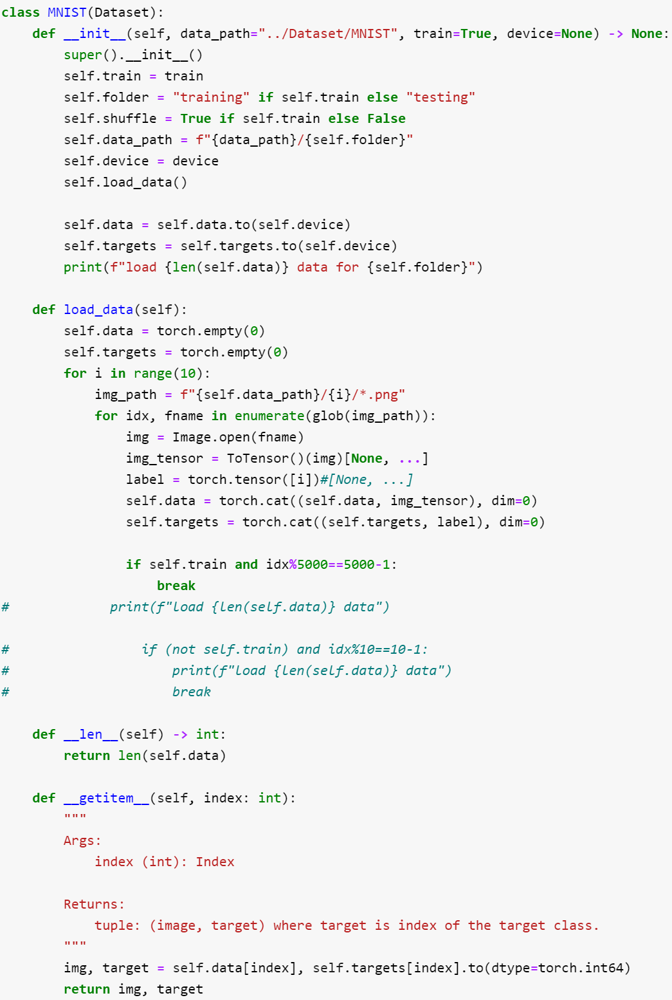 class MNIST(Dataset):
    def __init__(self, data_path="../Dataset/MNIST", train=True, device=None) -> None:
        super().__init__()
        self.train = train
        self.folder = "training" if self.train else "testing"
        self.shuffle = True if self.train else False
        self.data_path = f"{data_path}/{self.folder}"
        self.device = device
        self.load_data()

        self.data = self.data.to(self.device)
        self.targets = self.targets.to(self.device)
        print(f"load {len(self.data)} data for {self.folder}")

    def load_data(self):
        self.data = torch.empty(0)
        self.targets = torch.empty(0)
        for i in range(10):
            img_path = f"{self.data_path}/{i}/*.png"
            for idx, fname in enumerate(glob(img_path)):
                img = Image.open(fname)
                img_tensor = ToTensor()(img)[None, ...]
                label = torch.tensor([i])#[None, ...]
                self.data = torch.cat((self.data, img_tensor), dim=0)
                self.targets = torch.cat((self.targets, label), dim=0)

                if self.train and idx%5000==5000-1:
                    break
#             print(f"load {len(self.data)} data")

#                 if (not self.train) and idx%10==10-1:
#                     print(f"load {len(self.data)} data")
#                     break

    def __len__(self) -> int:
        return len(self.data)

    def __getitem__(self, index: int):
        """
        Args:
            index (int): Index

        Returns:
            tuple: (image, target) where target is index of the target class.
        """
        img, target = self.data[index], self.targets[index].to(dtype=torch.int64)
        return img, target